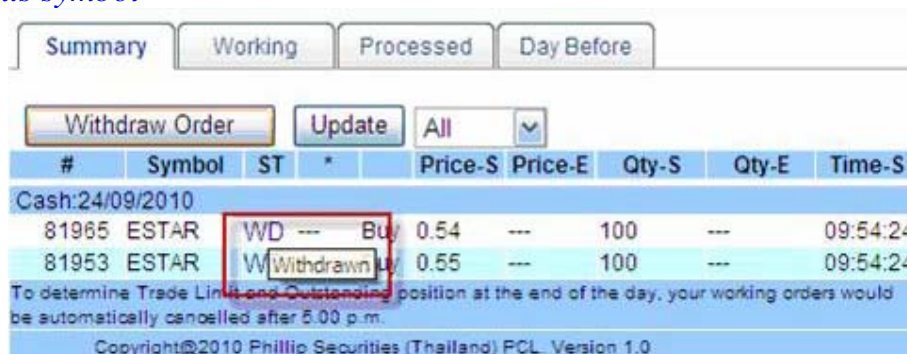 as symbol
Summary Working Processed Day Before
Withdraw Order Update All
# Symbol ST * Price-S Price-E Qty-S Qty-E Time-S
Cash:24/09/2010
81965 ESTAR WD --- Buy 0.54 --- 100 --- 09:54:24
81953 ESTAR W Withdrawn uy 0.55 --- 100 --- 09:54:24
To determine Trade Limit and Outstanding position at the end of the day, your working orders would
be automatically cancelled after 5.00 p.m.
Copyright@2010 Phillip Securities (Thailand) PCL. Version 1.0